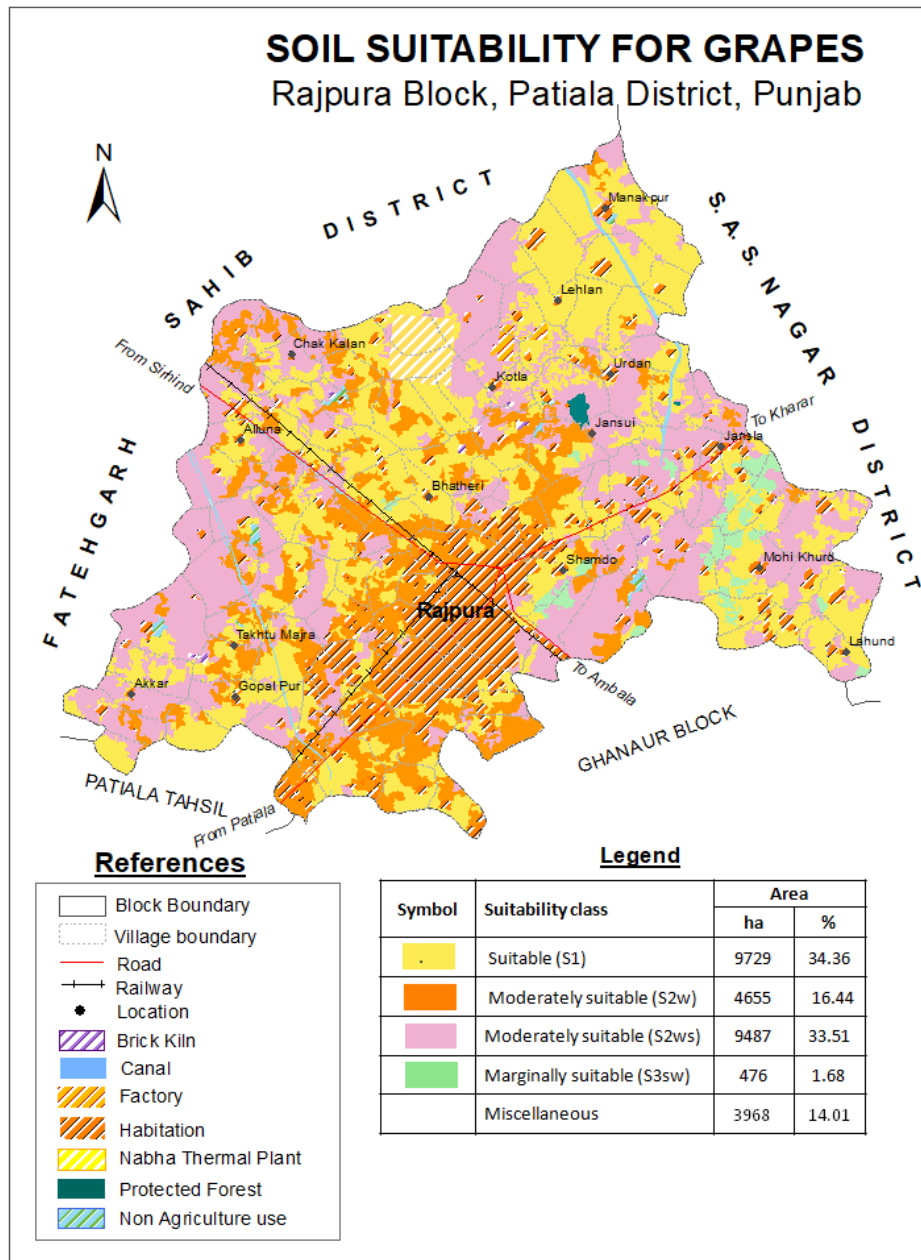 SOIL SUITABILITY FOR GRAPES
Rajpura Block, Patiala District, Punjab
N
SAHIB DISTRICT
S.A.S. NAGAR DISTRICT
FATEHGARH
Manakpur
Lehlan
Chak Kalan
From Sirhind
Kotla
Urdan
To Kharar
Alluna
Jansui
Jansla
Bhatheri
Shamdo
Mohi Khurd
Rajpura
Takhtu Majra
Lahund
Akkar
Gopal Pur
To Ambala
GHANAUR BLOCK
PATIALA TAHSIL
From Patiala
References
Block Boundary
Village boundary
Road
Railway
Location
Brick Kiln
Canal
Factory
Habitation
Nabha Thermal Plant
Protected Forest
Non Agriculture use
Legend
Symbol Suitability class Area
ha %
Suitable (S1) 9729 34.36
Moderately suitable (S2w) 4655 16.44
Moderately suitable (S2ws) 9487 33.51
Marginally suitable (S3sw) 476 1.68
Miscellaneous 3968 14.01